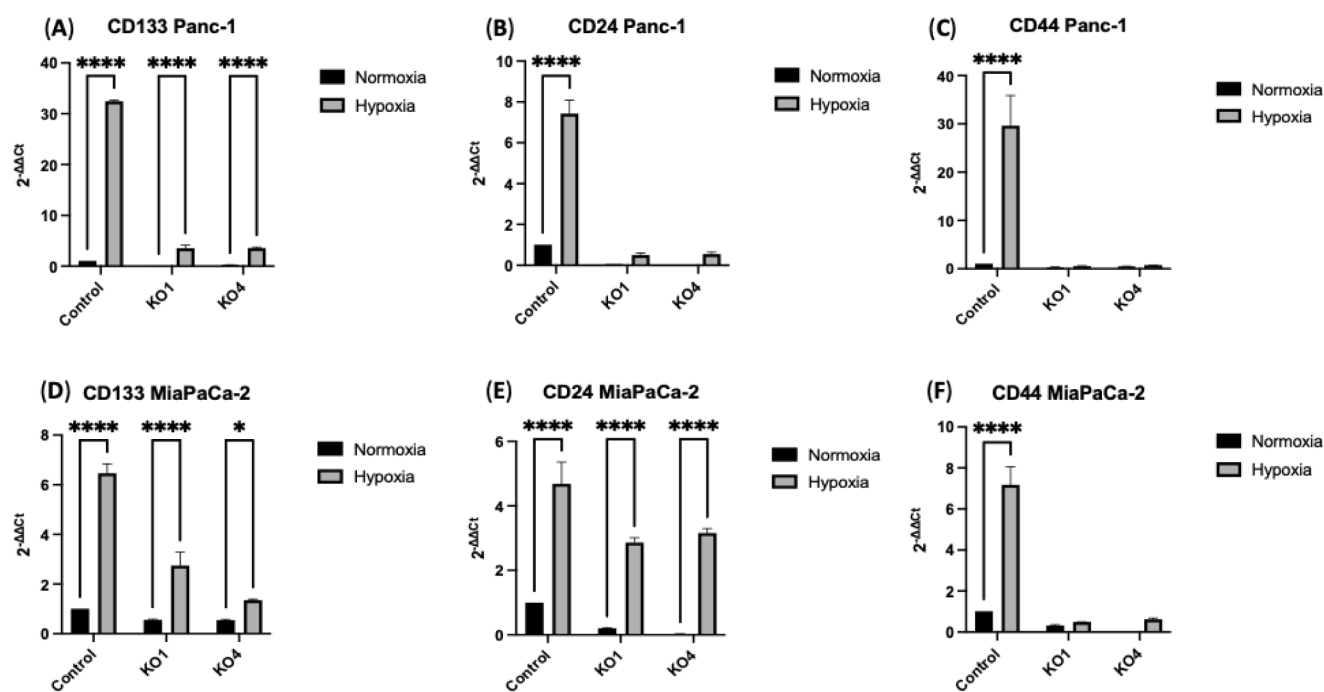 (A)
CD133 Panc-1
**** **** ****
40
30
20
10
0
2-ΔΔCt
Control
KO1
KO4
Normoxia
Hypoxia
(B)
CD24 Panc-1
****
10
8
6
4
2
0
2-ΔΔCt
Control
KO1
KO4
Normoxia
Hypoxia
(C)
CD44 Panc-1
****
40
30
20
10
0
2-ΔΔCt
Control
KO1
KO4
Normoxia
Hypoxia
(D)
CD133 MiaPaCa-2
**** **** *
8
6
4
2
0
2-ΔΔCt
Control
KO1
KO4
Normoxia
Hypoxia
(E)
CD24 MiaPaCa-2
**** **** ****
6
4
2
0
2-ΔΔCt
Control
KO1
KO4
Normoxia
Hypoxia
(F)
CD44 MiaPaCa-2
****
10
8
6
4
2
0
2-ΔΔCt
Control
KO1
KO4
Normoxia
Hypoxia